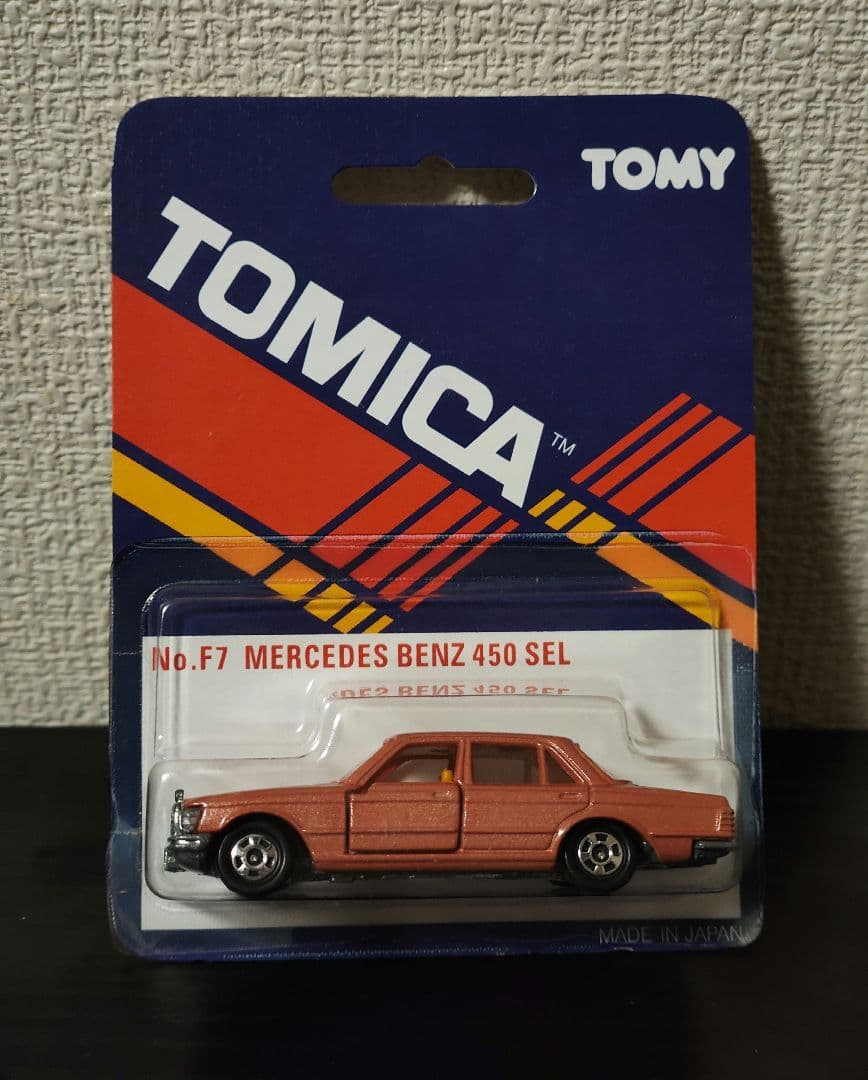 TOMY
TOMICA™
No.F7 MERCEDES BENZ 450 SEL
MADE IN JAPAN